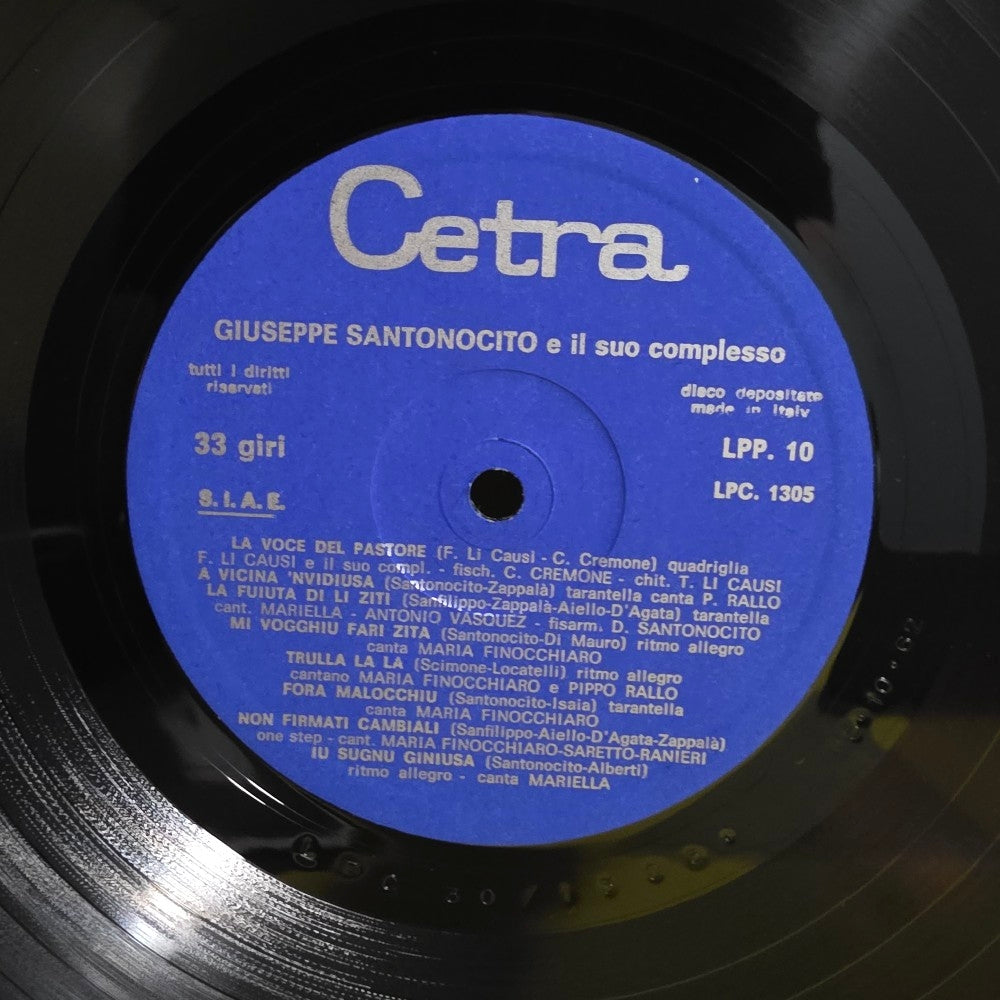 Cetra
GIUSEPPE SANTONOCITO e il suo complesso
tutti i diritti
riservati
disco depositato
made in Italy
33 giri
LPP. 10
S.I.A.E.
LPC. 1305
LA VOCE DEL PASTORE (F. Li Causi - C. Cremone) quadriglia
F. LI CAUSI e il suo compl. - fisch. C. CREMONE - chit. T. LI CAUSI
A VICINA 'NVIDIUSA (Santonocito-Zappalà) tarantella canta P. RALLO
LA FUIUTA DI LI ZITI (Sanfilippo-Zappalà-Aiello-D'Agata) tarantella
cant. MARIELLA - ANTONIO VASQUEZ - fisarm. D. SANTONOCITO
MI VOGGHIU FARI ZITA (Santonocito-Di Mauro) ritmo allegro
canta MARIA FINOCCHIARO
TRULLA LA LA (Scimone-Locatelli) ritmo allegro
cantano MARIA FINOCCHIARO e PIPPO RALLO
FORA MALOCCHIU (Santonocito-Isaia) tarantella
canta MARIA FINOCCHIARO
NON FIRMATI CAMBIALI (Sanfilippo-Aiello-D'Agata-Zappalà)
one step - cant. MARIA FINOCCHIARO-SARETTO-RANIERI
IU SUGNU GINIUSA (Santonocito-Alberti)
ritmo allegro - canta MARIELLA